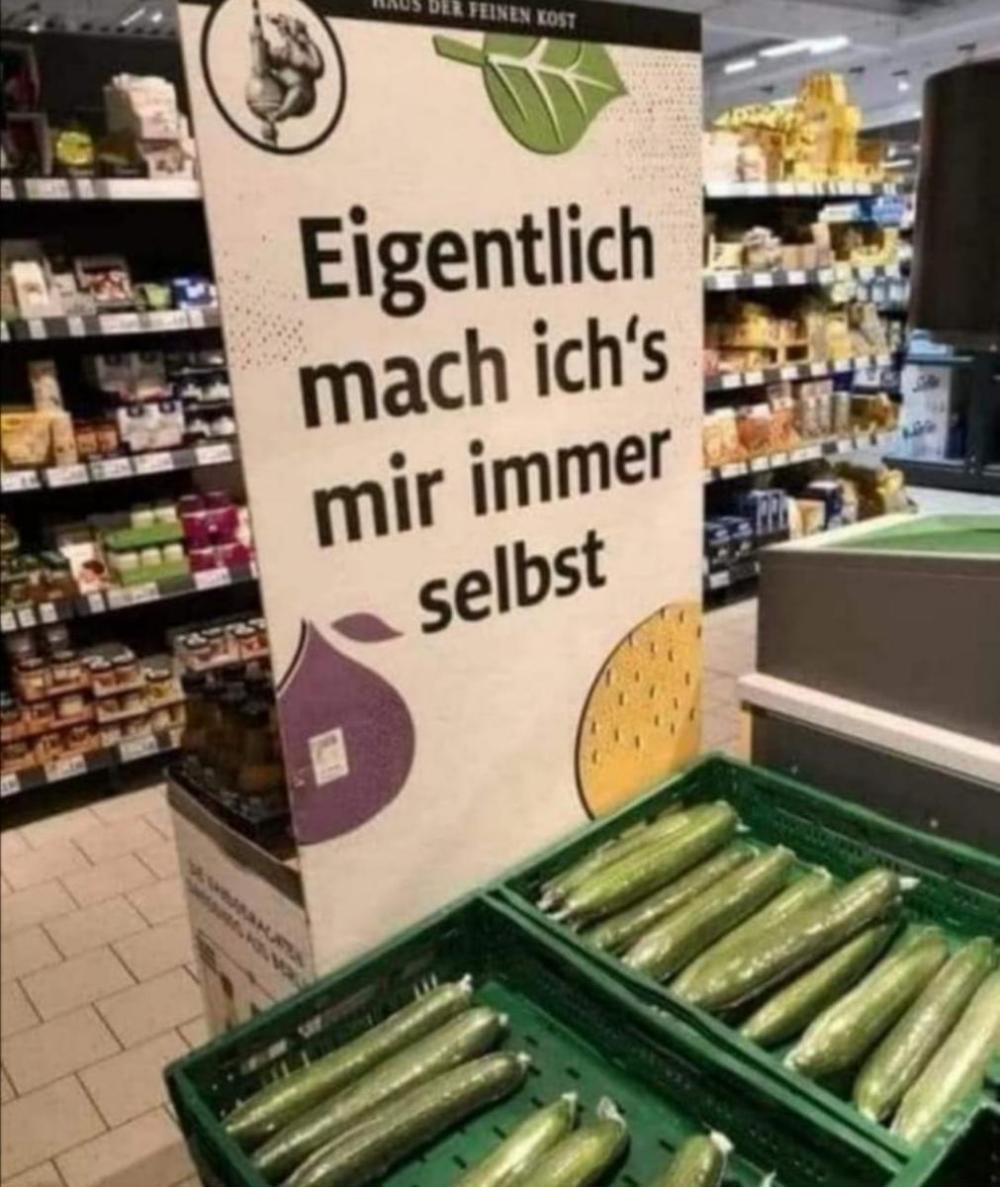 HAUS DER FEINEN KOST
Eigentlich
mach ich‘s
mir immer
selbst